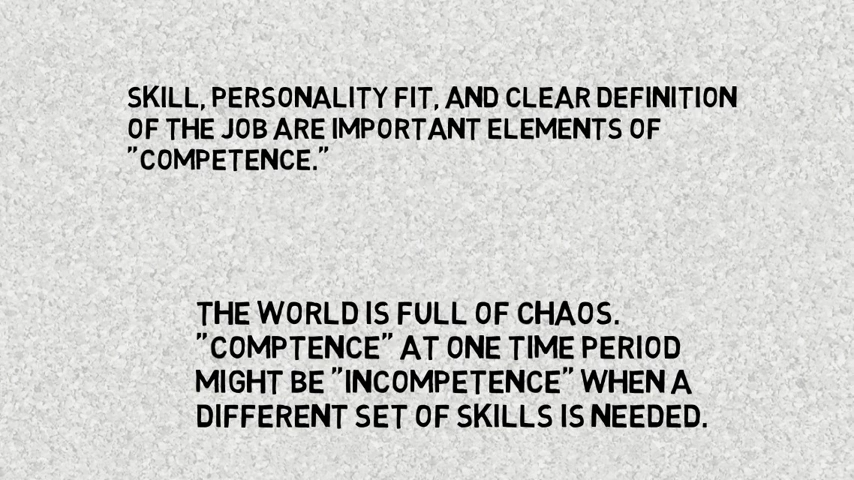 SKILL, PERSONALITY FIT, AND CLEAR DEFINITION
OF THE JOB ARE IMPORTANT ELEMENTS OF
"COMPETENCE."
THE WORLD IS FULL OF CHAOS.
"COMPTENCE" AT ONE TIME PERIOD
MIGHT BE "INCOMPETENCE" WHEN A
DIFFERENT SET OF SKILLS IS NEEDED.